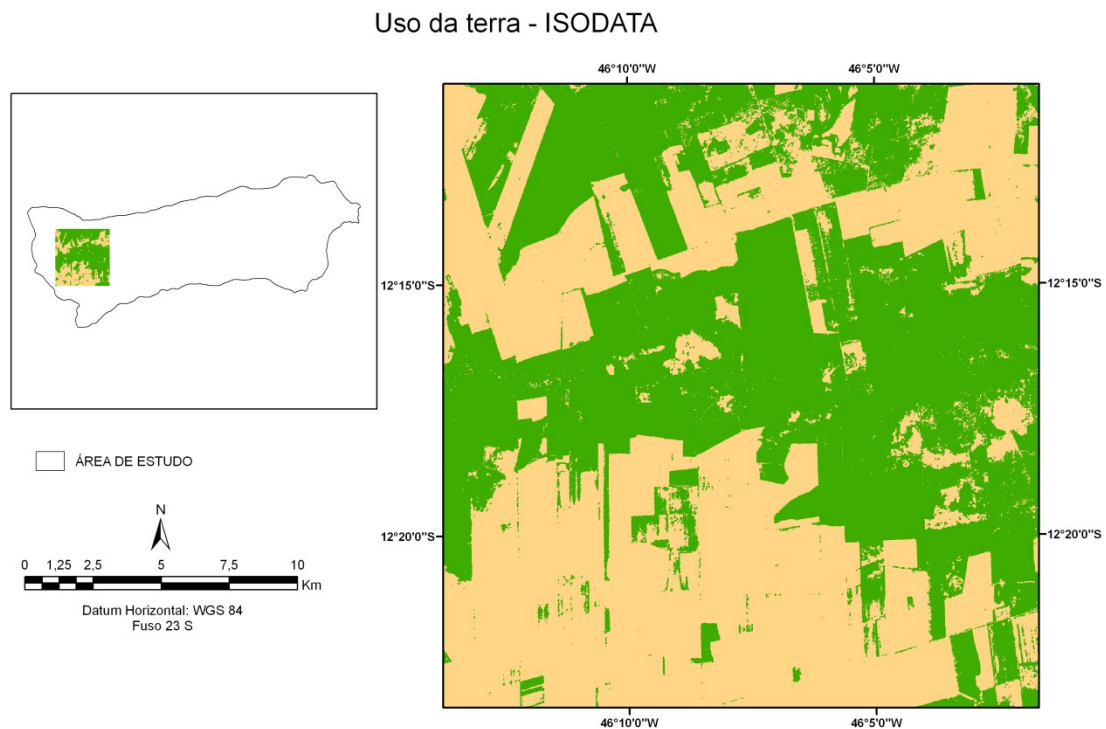 Uso da terra - ISODATA
46°10'0"W 46°5'0"W
12°15'0"S 12°15'0"S
ÁREA DE ESTUDO
N
12°20'0"S 12°20'0"S
0 1,25 2,5 5 7,5 10
Km
Datum Horizontal: WGS 84
Fuso 23 S
46°10'0"W 46°5'0"W